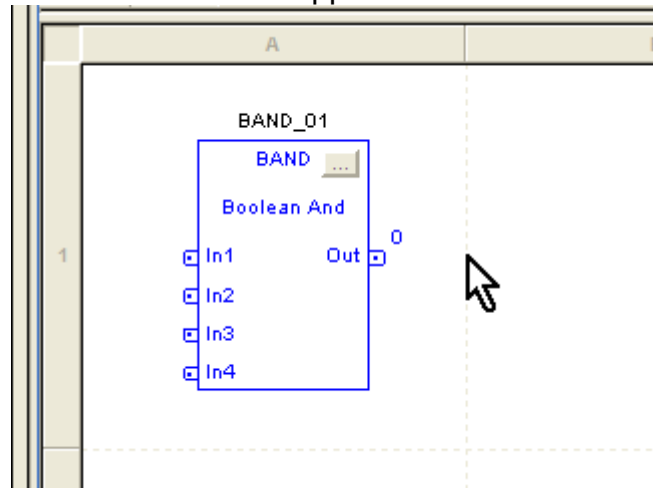 A
BAND_01
BAND ...
Boolean And
0
1 In1 Out
In2
In3
In4